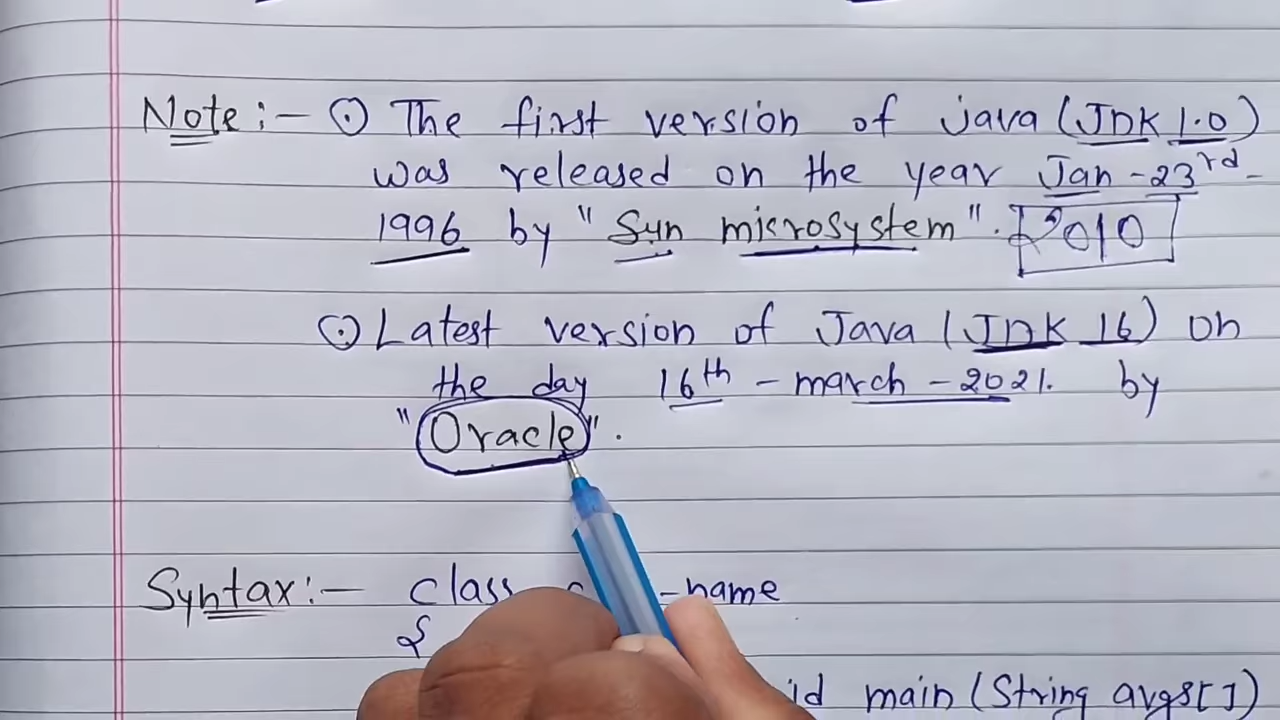 Note:- ⊙ The first version of java (JDK 1.0)
was released on the year Jan-23rd-
1996 by "Sun microsystem". 2010
⊙ Latest version of Java (JDK 16) on
the day 16th-march-2021. by
"Oracle".
Syntax:- class -name
{
main (String args[])